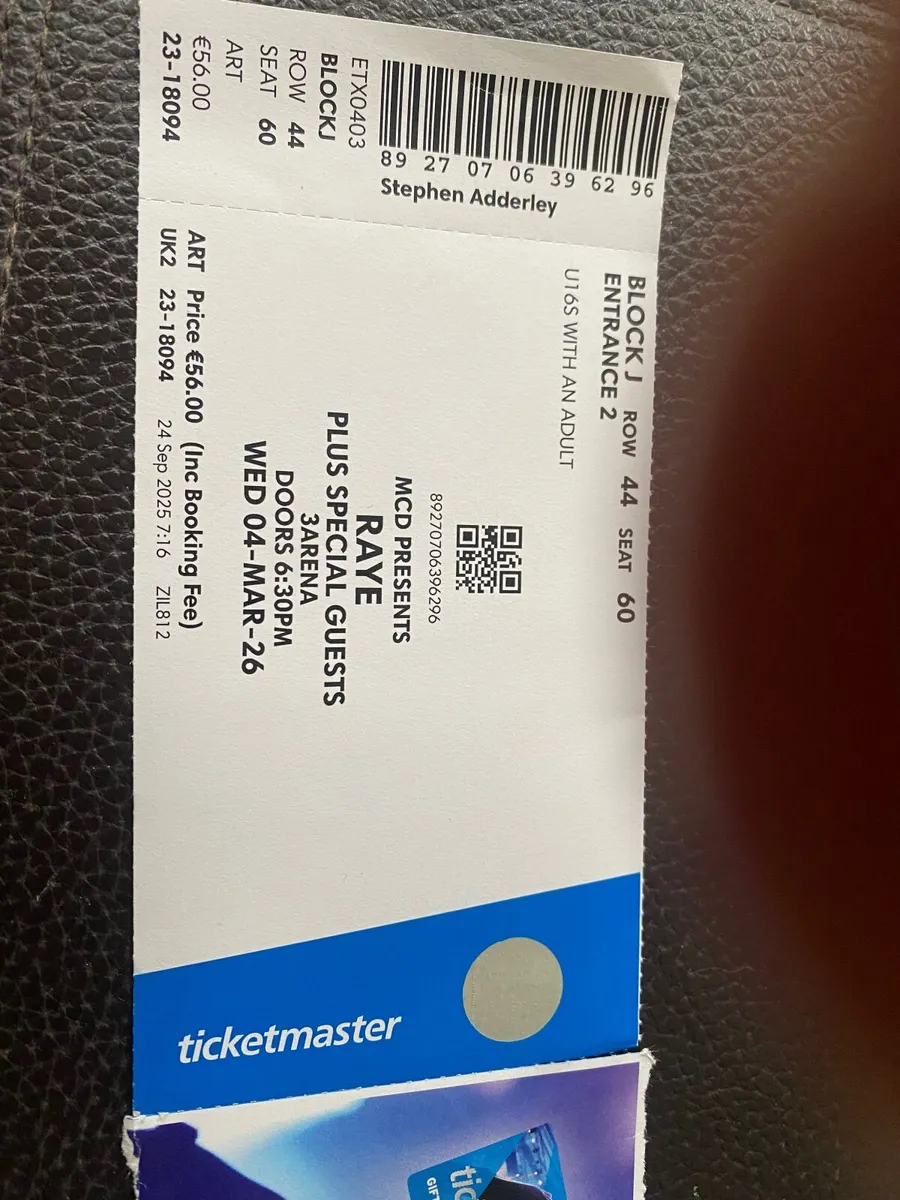 89 27 07 06 39 62 96
Stephen Adderley
ETX0403
BLOCKJ
ROW 44
SEAT 60
ART
€56.00
23-18094
BLOCK J ROW 44 SEAT 60
ENTRANCE 2
U16S WITH AN ADULT
89270706396296
MCD PRESENTS
RAYE
PLUS SPECIAL GUESTS
3ARENA
DOORS 6:30PM
WED 04-MAR-26
ART Price €56.00 (Inc Booking Fee)
UK2 23-18094 24 Sep 2025 7:16 ZIL812
ticketmaster